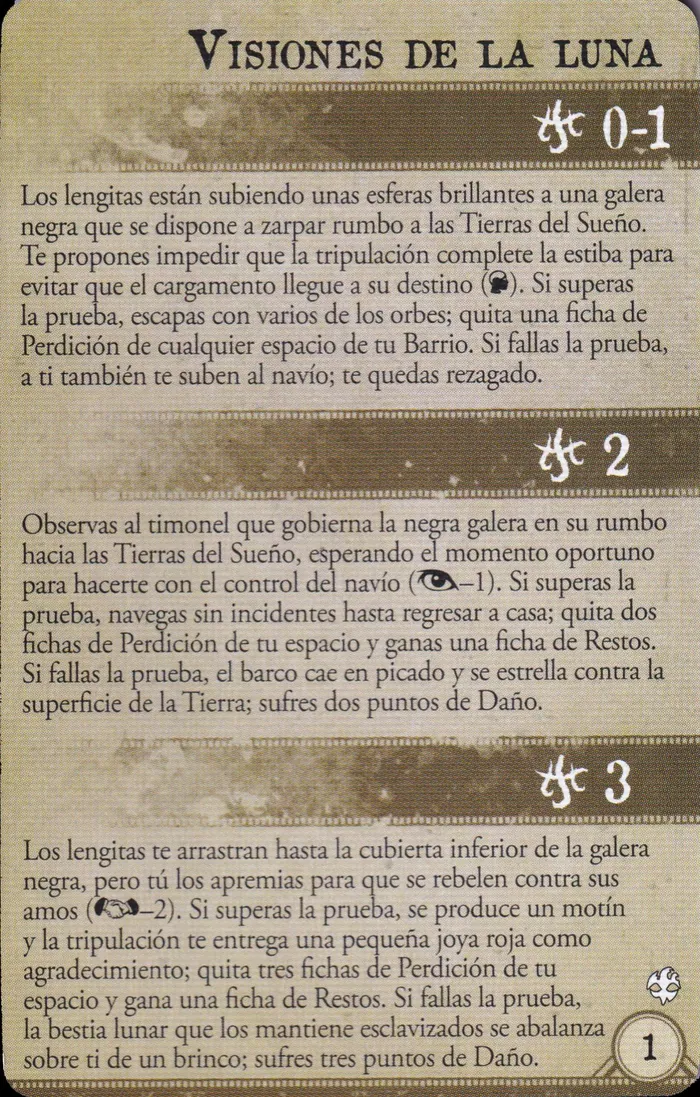 Visiones de la luna
0-1
Los lengitas están subiendo unas esferas brillantes a una galera
negra que se dispone a zarpar rumbo a las Tierras del Sueño.
Te propones impedir que la tripulación complete la estiba para
evitar que el cargamento llegue a su destino (). Si superas
la prueba, escapas con varios de los orbes; quita una ficha de
Perdición de cualquier espacio de tu Barrio. Si fallas la prueba,
a ti también te suben al navío; te quedas rezagado.
2
Observas al timonel que gobierna la negra galera en su rumbo
hacia las Tierras del Sueño, esperando el momento oportuno
para hacerte con el control del navío (–1). Si superas la
prueba, navegas sin incidentes hasta regresar a casa; quita dos
fichas de Perdición de tu espacio y ganas una ficha de Restos.
Si fallas la prueba, el barco cae en picado y se estrella contra la
superficie de la Tierra; sufres dos puntos de Daño.
3
Los lengitas te arrastran hasta la cubierta inferior de la galera
negra, pero tú los apremias para que se rebelen contra sus
amos (–2). Si superas la prueba, se produce un motín
y la tripulación te entrega una pequeña joya roja como
agradecimiento; quita tres fichas de Perdición de tu
espacio y gana una ficha de Restos. Si fallas la prueba,
la bestia lunar que los mantiene esclavizados se abalanza
sobre ti de un brinco; sufres tres puntos de Daño.
1